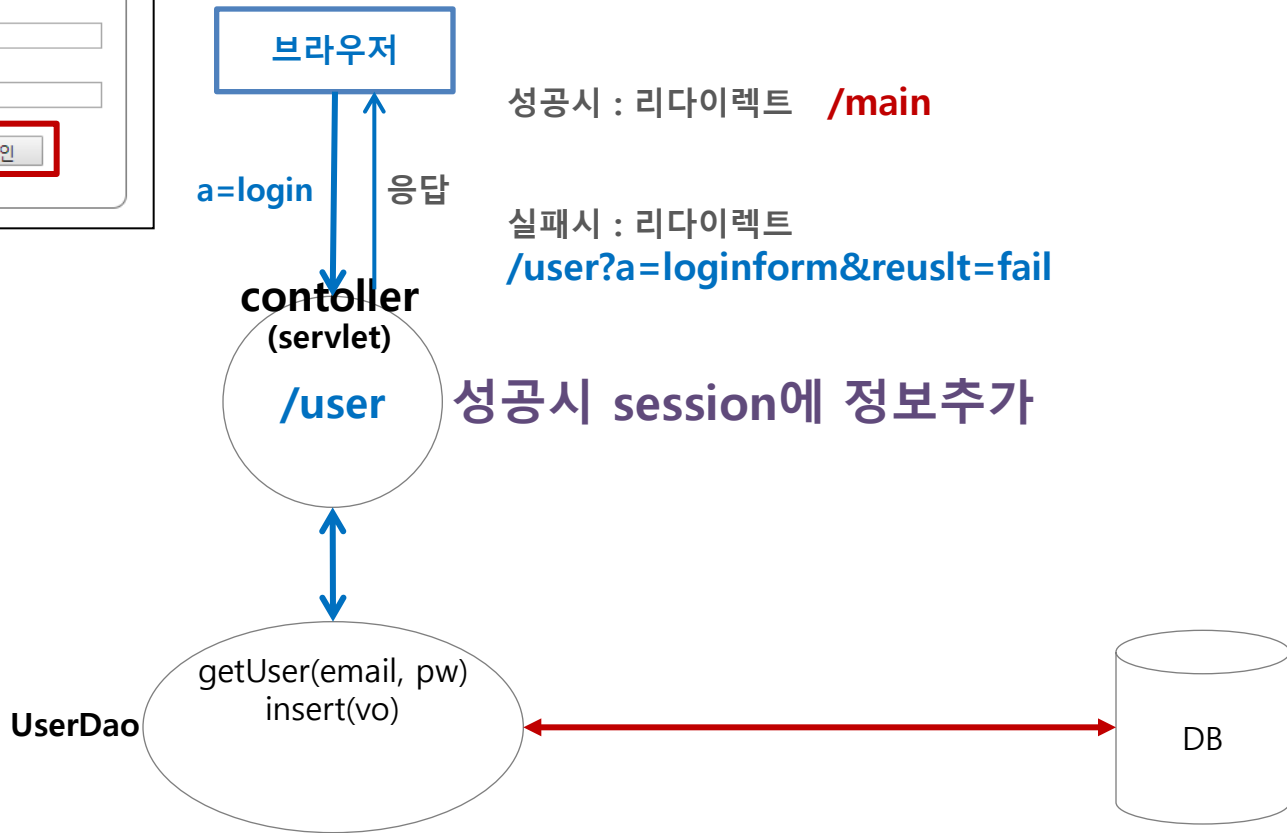 브라우저
성공시 : 리다이렉트 /main
인
a=login
응답
실패시 : 리다이렉트
/user?a=loginform&reuslt=fail
contoller
(servlet)
/user
성공시 session에 정보추가
getUser(email, pw)
insert(vo)
UserDao
DB